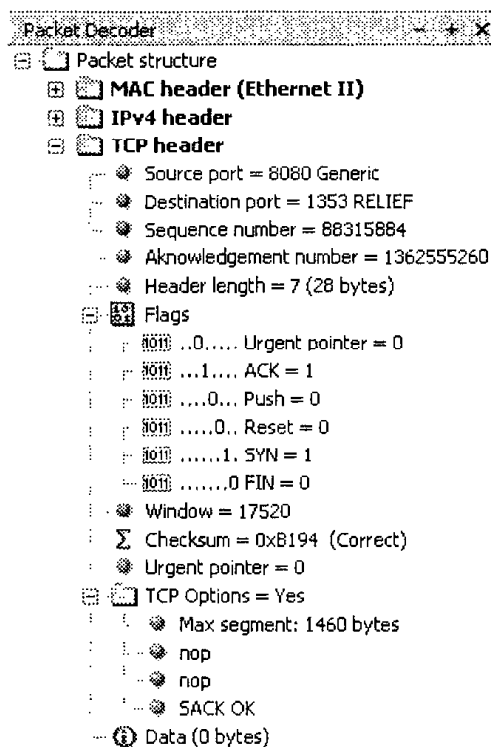 Packet Decoder
Packet structure
MAC header (Ethernet II)
IPv4 header
TCP header
Source port = 8080 Generic
Destination port = 1353 RELIEF
Sequence number = 88315884
Aknowledgement number = 1362555260
Header length = 7 (28 bytes)
Flags
..0..... Urgent pointer = 0
...1.... ACK = 1
....0... Push = 0
.....0.. Reset = 0
......1. SYN = 1
.......0 FIN = 0
Window = 17520
Checksum = 0xB194 (Correct)
Urgent pointer = 0
TCP Options = Yes
Max segment: 1460 bytes
nop
nop
SACK OK
Data (0 bytes)